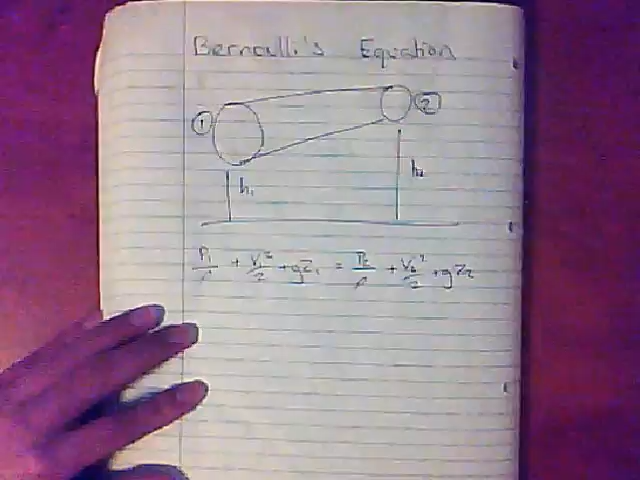 Bernoulli's Equation
① ②
h₁ h₂
P₁/ρ + V₁²/2 + gz₁ = P₂/ρ + V₂²/2 + gz₂